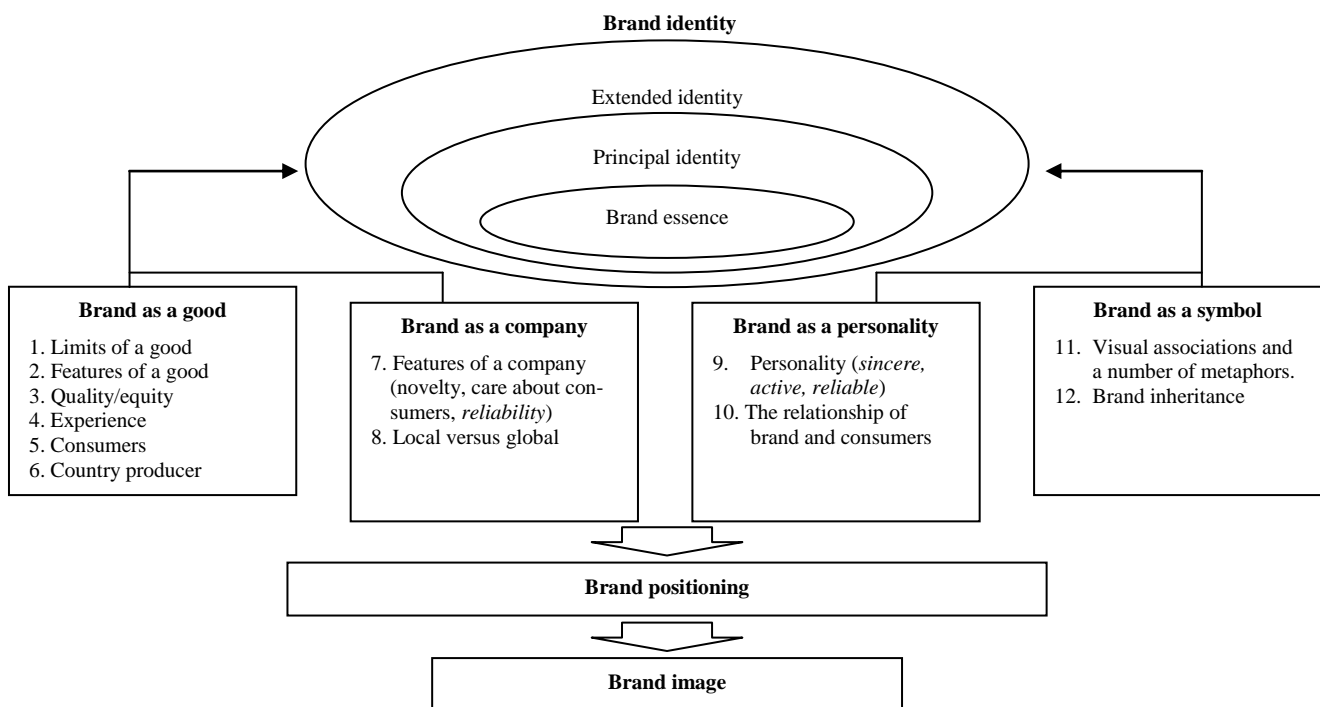 Brand identity
Extended identity
Principal identity
Brand essence
Brand as a good
1. Limits of a good
2. Features of a good
3. Quality/equity
4. Experience
5. Consumers
6. Country producer
Brand as a company
7. Features of a company
(novelty, care about con-
sumers, reliability)
8. Local versus global
Brand as a personality
9. Personality (sincere,
active, reliable)
10. The relationship of
brand and consumers
Brand as a symbol
11. Visual associations and
a number of metaphors.
12. Brand inheritance
Brand positioning
Brand image